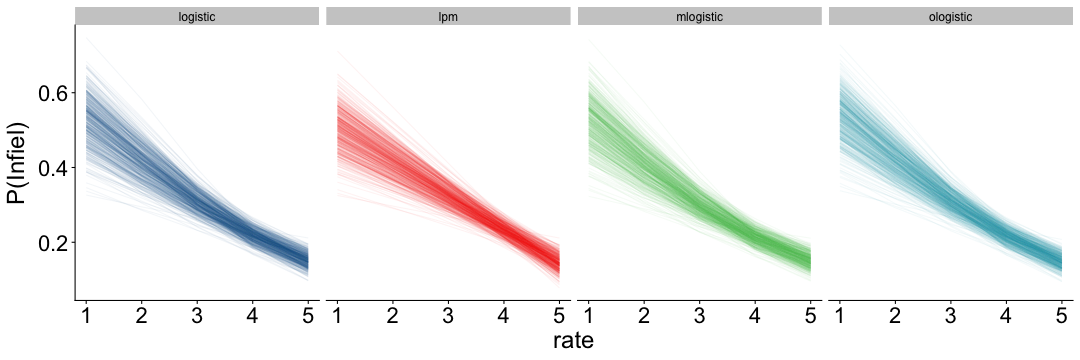 logistic lpm mlogistic ologistic
P(Infiel)
0.6
0.4
0.2
1 2 3 4 5 1 2 3 4 5 1 2 3 4 5 1 2 3 4 5
rate